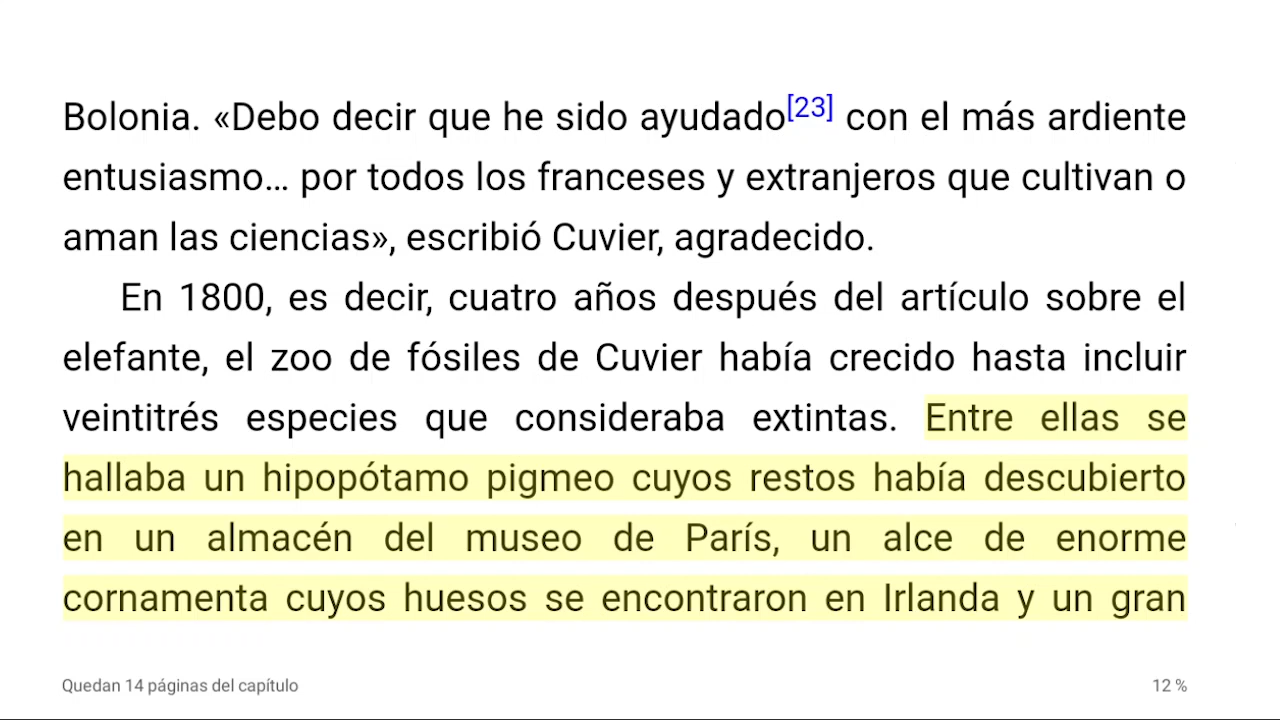 Bolonia. «Debo decir que he sido ayudado[23] con el más ardiente
entusiasmo… por todos los franceses y extranjeros que cultivan o
aman las ciencias», escribió Cuvier, agradecido.
En 1800, es decir, cuatro años después del artículo sobre el
elefante, el zoo de fósiles de Cuvier había crecido hasta incluir
veintitrés especies que consideraba extintas. Entre ellas se
hallaba un hipopótamo pigmeo cuyos restos había descubierto
en un almacén del museo de París, un alce de enorme
cornamenta cuyos huesos se encontraron en Irlanda y un gran
Quedan 14 páginas del capítulo
12 %